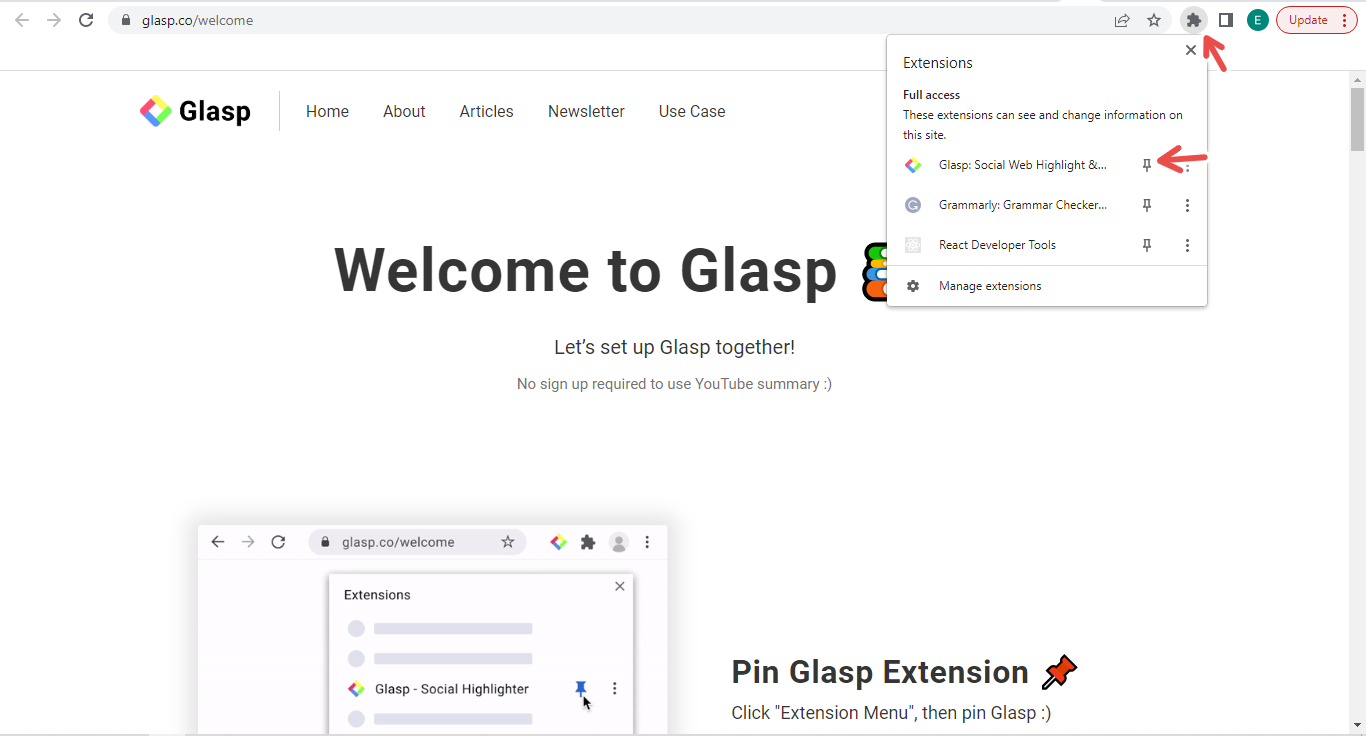 glasp.co/welcome
E
Update
Extensions
Full access
These extensions can see and change information on
this site.
Glasp: Social Web Highlight &...
Grammarly: Grammar Checker...
React Developer Tools
Manage extensions
Glasp
Home
About
Articles
Newsletter
Use Case
Welcome to Glasp
Let’s set up Glasp together!
No sign up required to use YouTube summary :)
glasp.co/welcome
Extensions
Glasp - Social Highlighter
Pin Glasp Extension
Click "Extension Menu", then pin Glasp :)